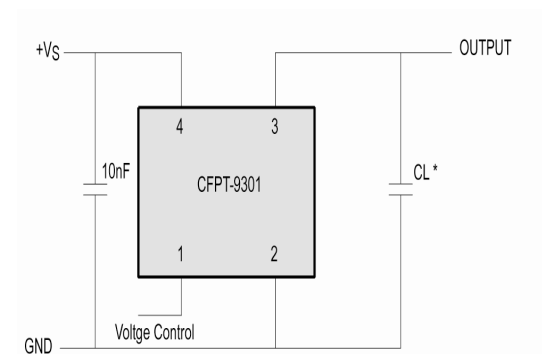 +VS
OUTPUT
4
3
10nF
CFPT-9301
CL *
1
2
Voltge Control
GND